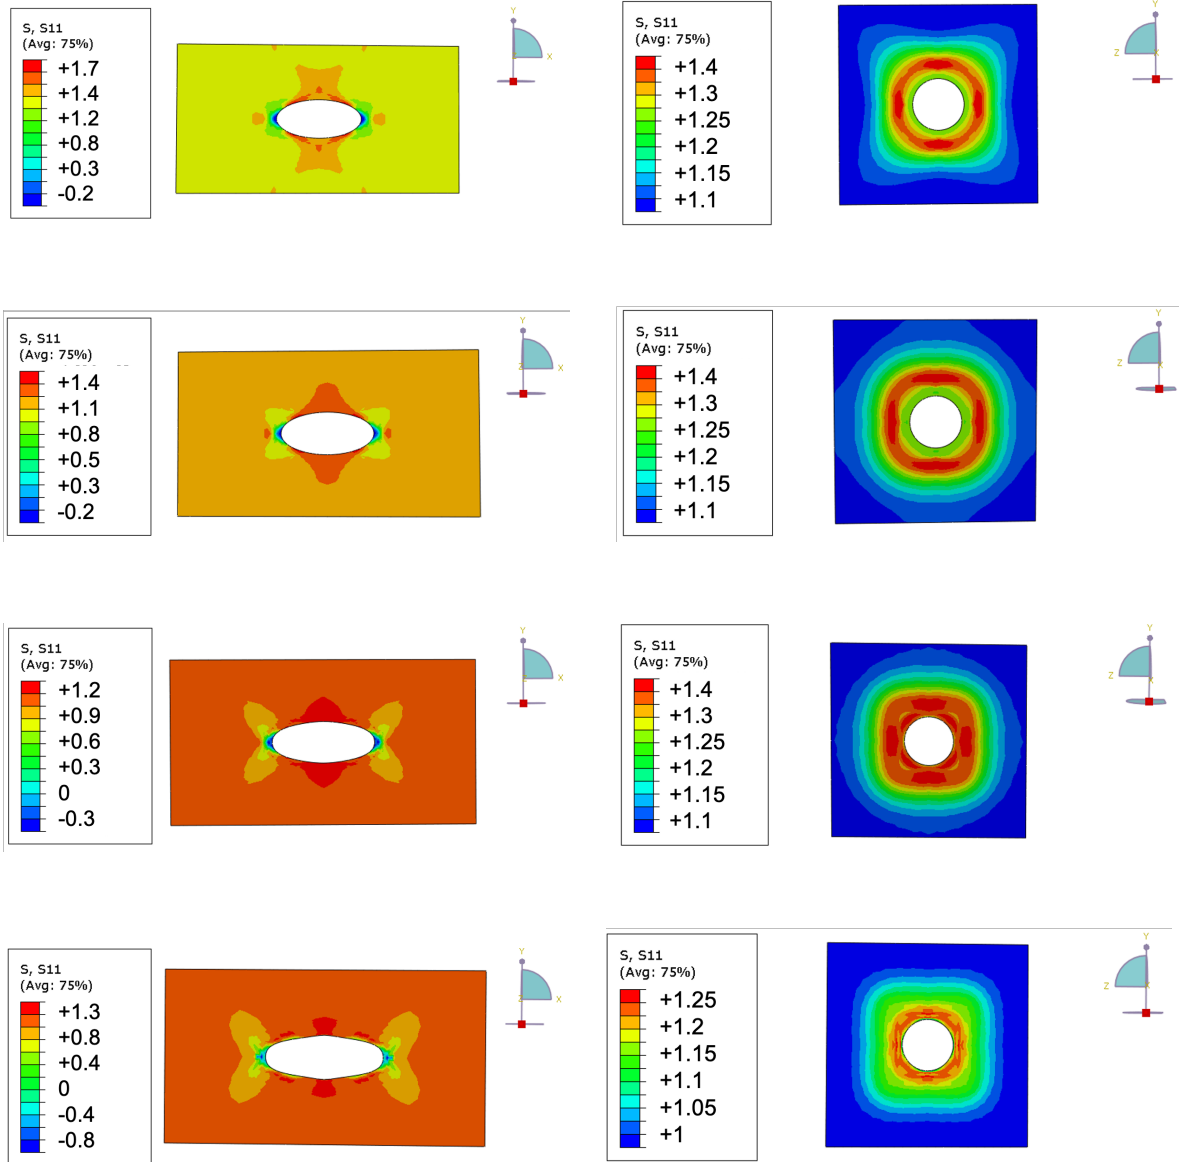 S, S11
(Avg: 75%)
+1.7
+1.4
+1.2
+0.8
+0.3
-0.2
Y
X
S, S11
(Avg: 75%)
+1.4
+1.3
+1.25
+1.2
+1.15
+1.1
Y
Z
S, S11
(Avg: 75%)
+1.4
+1.1
+0.8
+0.5
+0.3
-0.2
Y
X
S, S11
(Avg: 75%)
+1.4
+1.3
+1.25
+1.2
+1.15
+1.1
Y
Z
S, S11
(Avg: 75%)
+1.2
+0.9
+0.6
+0.3
0
-0.3
Y
X
S, S11
(Avg: 75%)
+1.4
+1.3
+1.25
+1.2
+1.15
+1.1
Y
Z
S, S11
(Avg: 75%)
+1.3
+0.8
+0.4
0
-0.4
-0.8
Y
X
S, S11
(Avg: 75%)
+1.25
+1.2
+1.15
+1.1
+1.05
+1
Y
Z